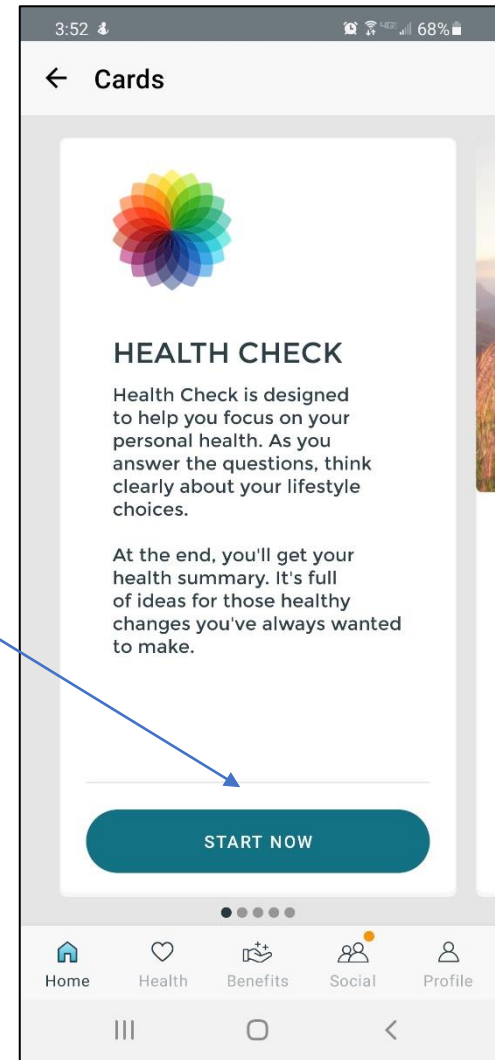 3:52 4G 68%
← Cards
HEALTH CHECK
Health Check is designed
to help you focus on your
personal health. As you
answer the questions, think
clearly about your lifestyle
choices.
At the end, you'll get your
health summary. It's full
of ideas for those healthy
changes you've always wanted
to make.
START NOW
Home Health Benefits Social Profile